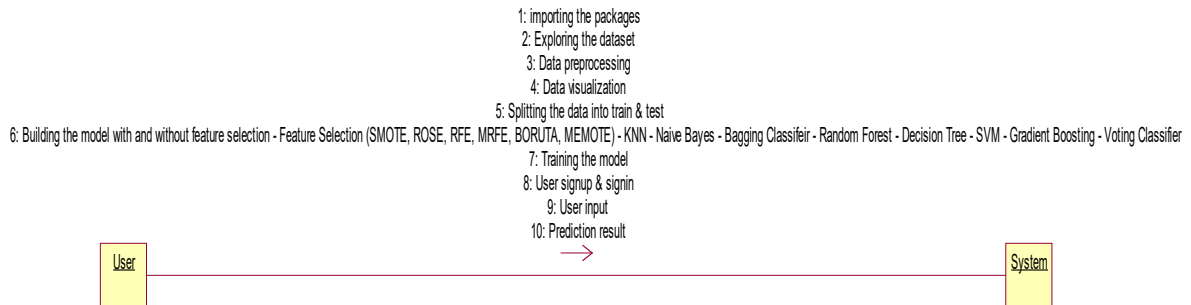 1: importing the packages
2: Exploring the dataset
3: Data preprocessing
4: Data visualization
5: Splitting the data into train & test
6: Building the model with and without feature selection - Feature Selection (SMOTE, ROSE, RFE, MRFE, BORUTA, MEMOTE) - KNN - Naive Bayes - Bagging Classifeir - Random Forest - Decision Tree - SVM - Gradient Boosting - Voting Classifier
7: Training the model
8: User signup & signin
9: User input
10: Prediction result
User
System